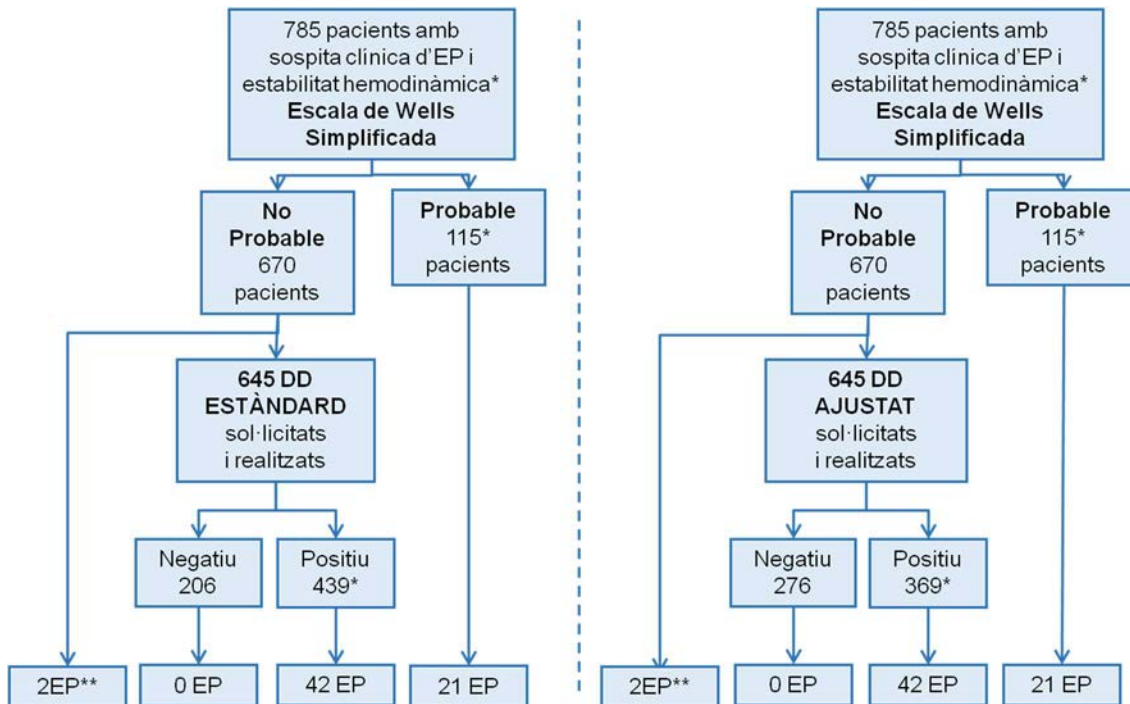 785 pacients amb
sospita clínica d'EP i
estabilitat hemodinàmica*
Escala de Wells
Simplificada
No
Probable
670
pacients
Probable
115*
pacients
645 DD
ESTÀNDARD
sol·licitats
i realitzats
Negatiu
206
Positiu
439*
2EP**
0 EP
42 EP
21 EP
785 pacients amb
sospita clínica d'EP i
estabilitat hemodinàmica*
Escala de Wells
Simplificada
No
Probable
670
pacients
Probable
115*
pacients
645 DD
AJUSTAT
sol·licitats
i realitzats
Negatiu
276
Positiu
369*
2EP**
0 EP
42 EP
21 EP